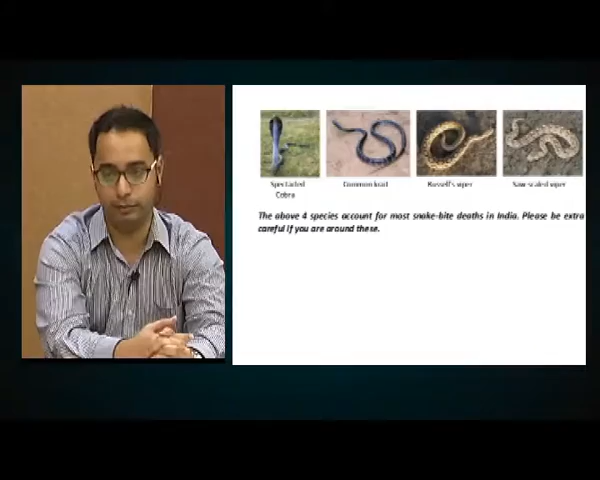 Spectacled Common krait Russell's viper Saw-scaled viper
Cobra
The above 4 species account for most snake-bite deaths in India. Please be extra
careful if you are around these.